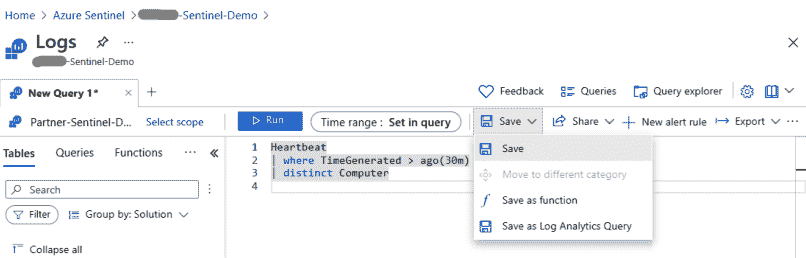 Home > Azure Sentinel > -Sentinel-Demo >
Logs
-Sentinel-Demo
New Query 1*
Feedback
Queries
Query explorer
Partner-Sentinel-D...
Select scope
Run
Time range : Set in query
Save
Share
New alert rule
Export
Tables
Queries
Functions
Search
Filter
Group by: Solution
Collapse all
1 Heartbeat
2 | where TimeGenerated > ago(30m)
3 | distinct Computer
4
Save
Move to different category
Save as function
Save as Log Analytics Query